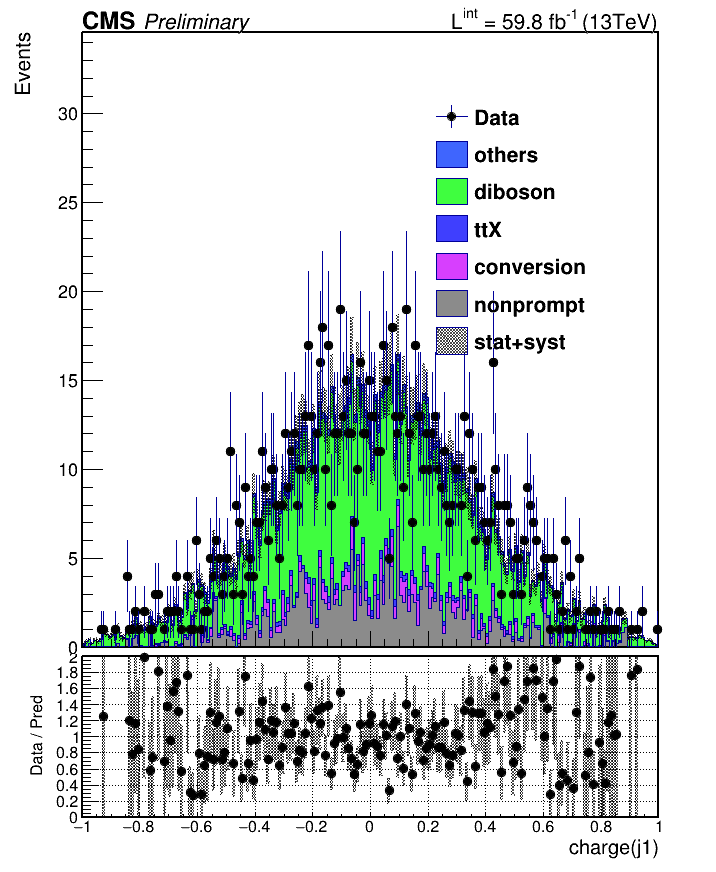 CMS Preliminary L^int = 59.8 fb^-1 (13TeV)
Events
30
25
20
15
10
5
0
Data
others
diboson
ttX
conversion
nonprompt
stat+syst
Data / Pred
2
1.8
1.6
1.4
1.2
1
0.8
0.6
0.4
0.2
0
−1 −0.8 −0.6 −0.4 −0.2 0 0.2 0.4 0.6 0.8 1
charge(j1)